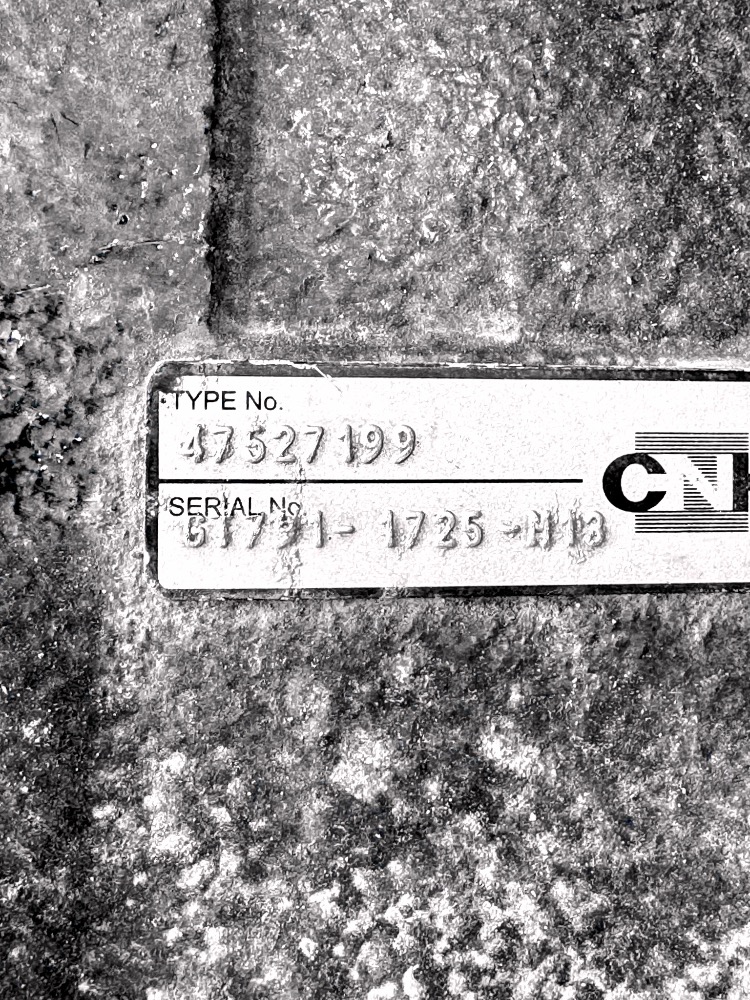 TYPE No.
47527199
SERIAL No
1725-H13
CN